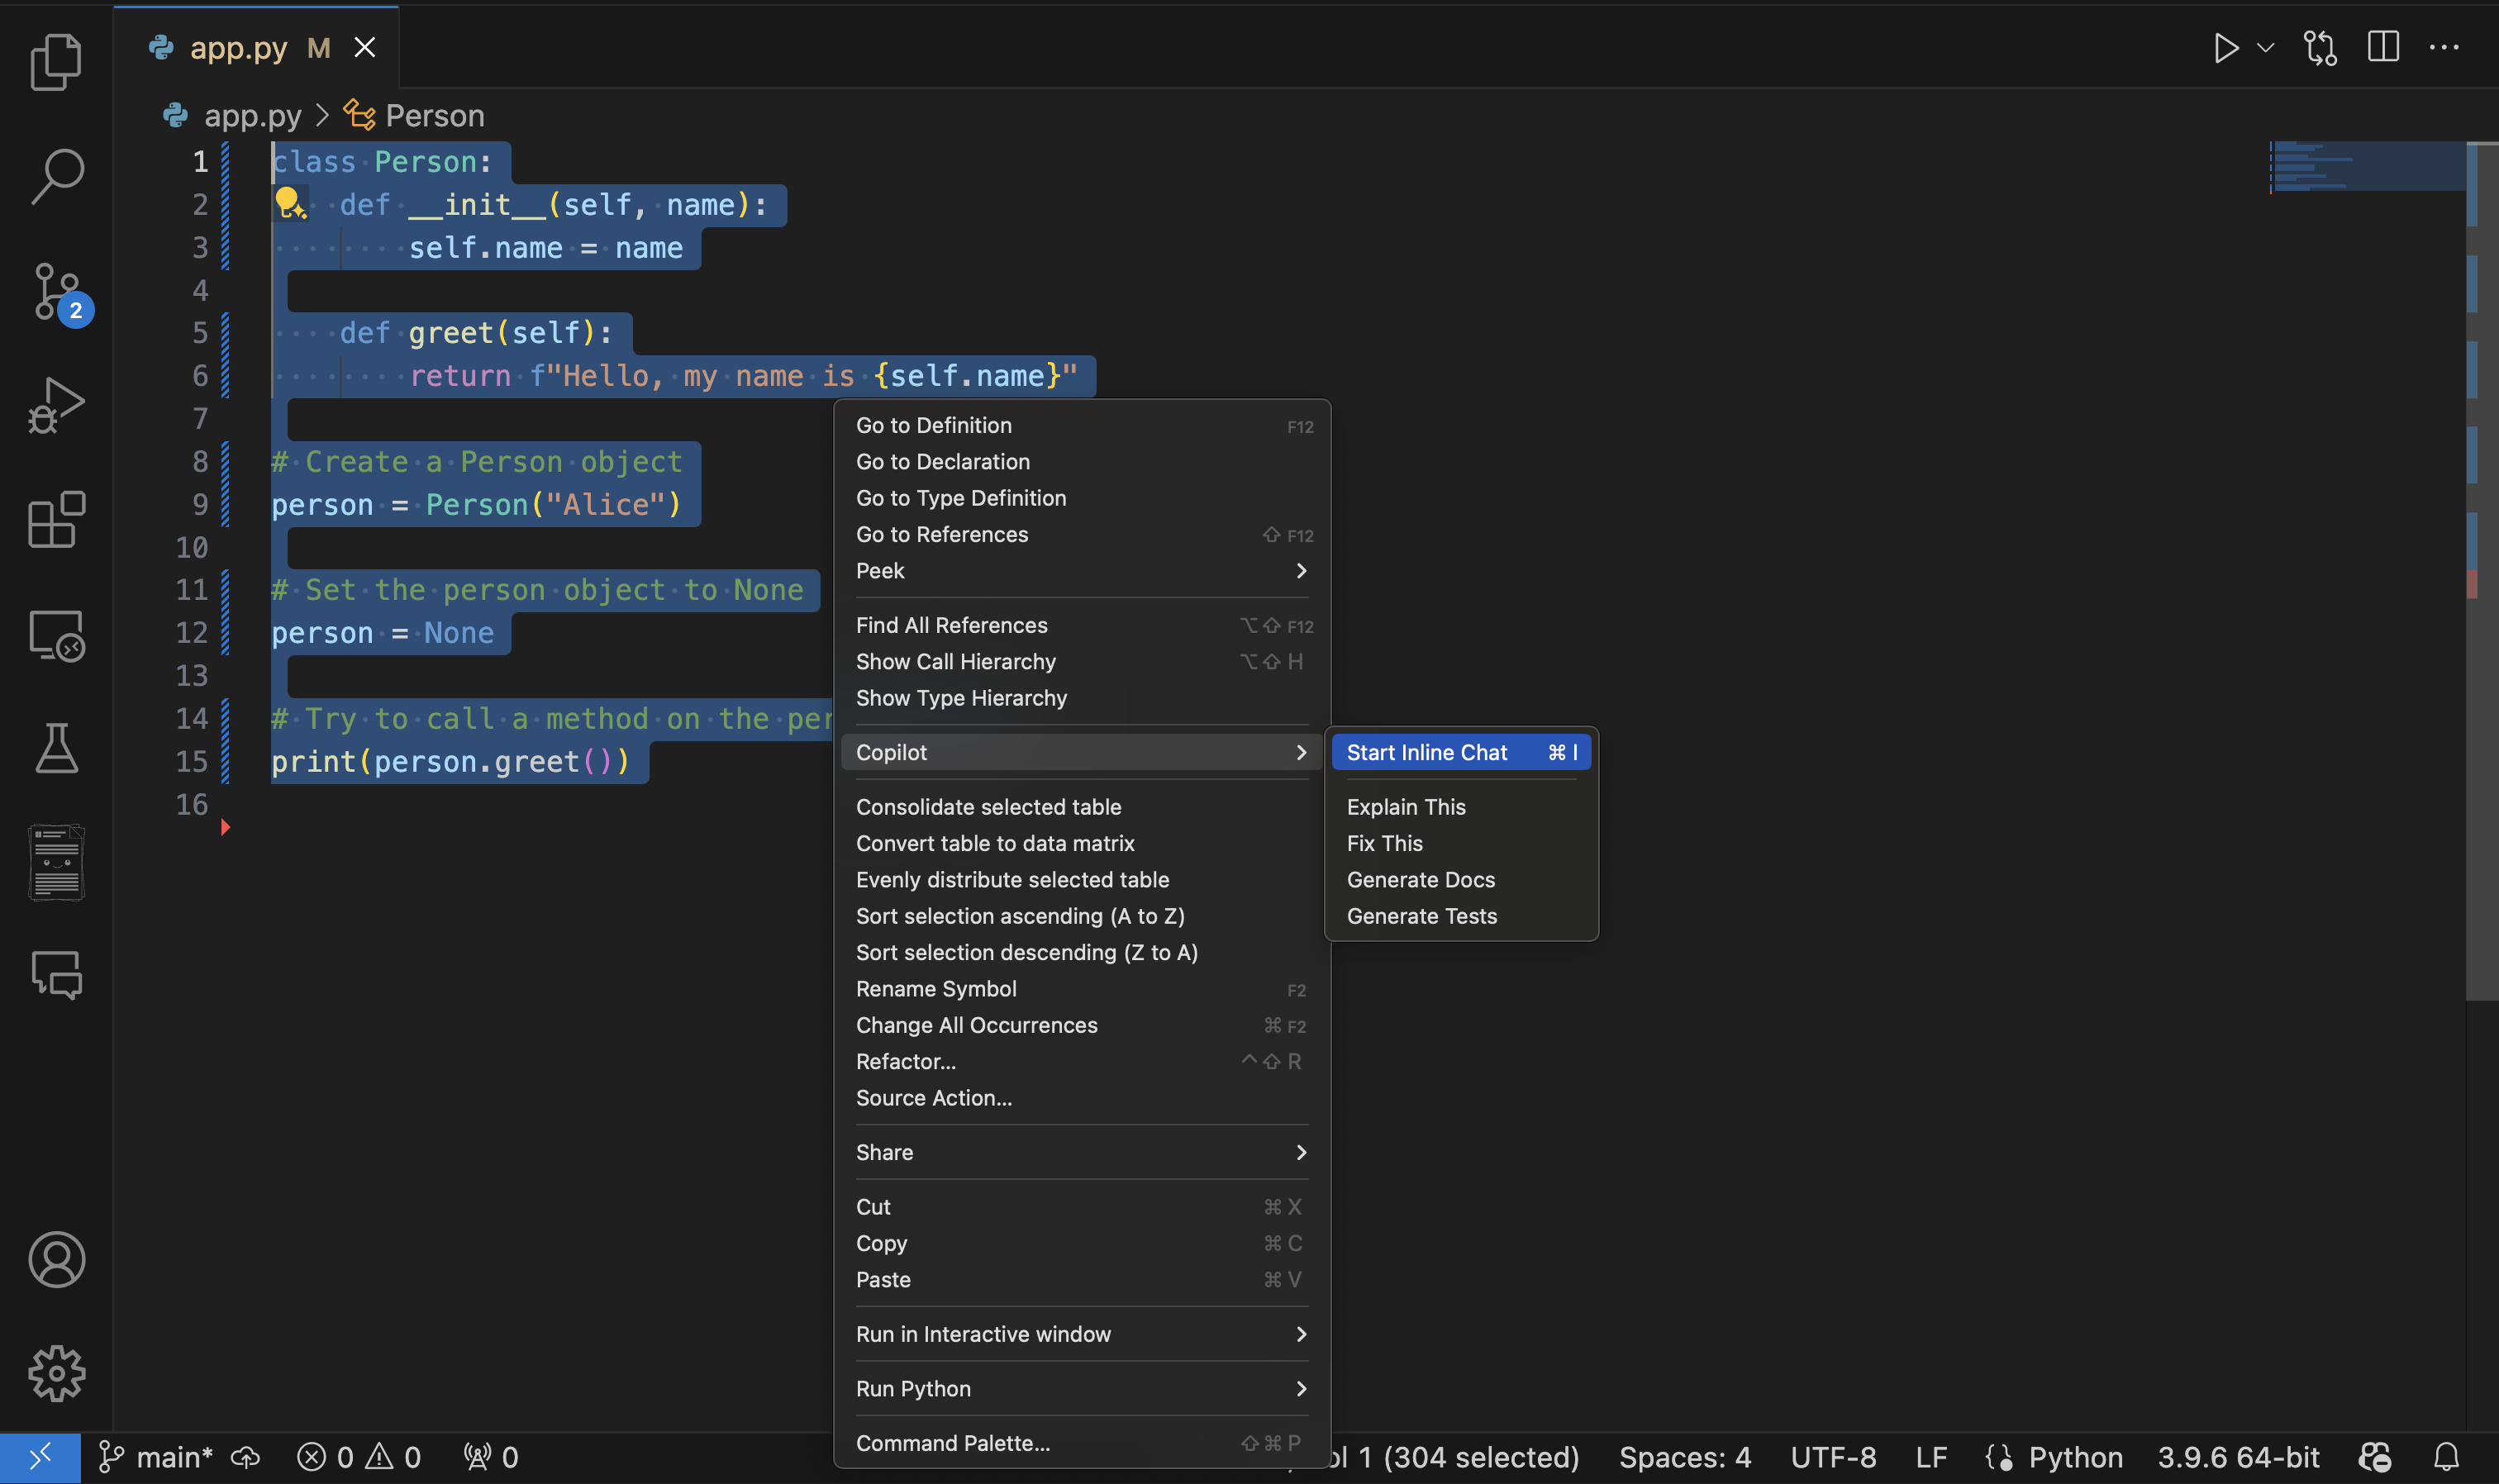 app.py M
app.py > Person
1 class Person:
2 def __init__(self, name):
3 self.name = name
4
5 def greet(self):
6 return f"Hello, my name is {self.name}"
7
8 # Create a Person object
9 person = Person("Alice")
10
11 # Set the person object to None
12 person = None
13
14 # Try to call a method on the per
15 print(person.greet())
16
2
Go to Definition F12
Go to Declaration
Go to Type Definition
Go to References ⇧ F12
Peek
Find All References ⌥⇧ F12
Show Call Hierarchy ⌥⇧ H
Show Type Hierarchy
Copilot
Consolidate selected table
Convert table to data matrix
Evenly distribute selected table
Sort selection ascending (A to Z)
Sort selection descending (Z to A)
Rename Symbol F2
Change All Occurrences ⌘ F2
Refactor... ^⇧ R
Source Action...
Share
Cut ⌘ X
Copy ⌘ C
Paste ⌘ V
Run in Interactive window
Run Python
Command Palette... ⇧⌘ P
Start Inline Chat ⌘ I
Explain This
Fix This
Generate Docs
Generate Tests
main* 0 0 0 1 (304 selected) Spaces: 4 UTF-8 LF Python 3.9.6 64-bit